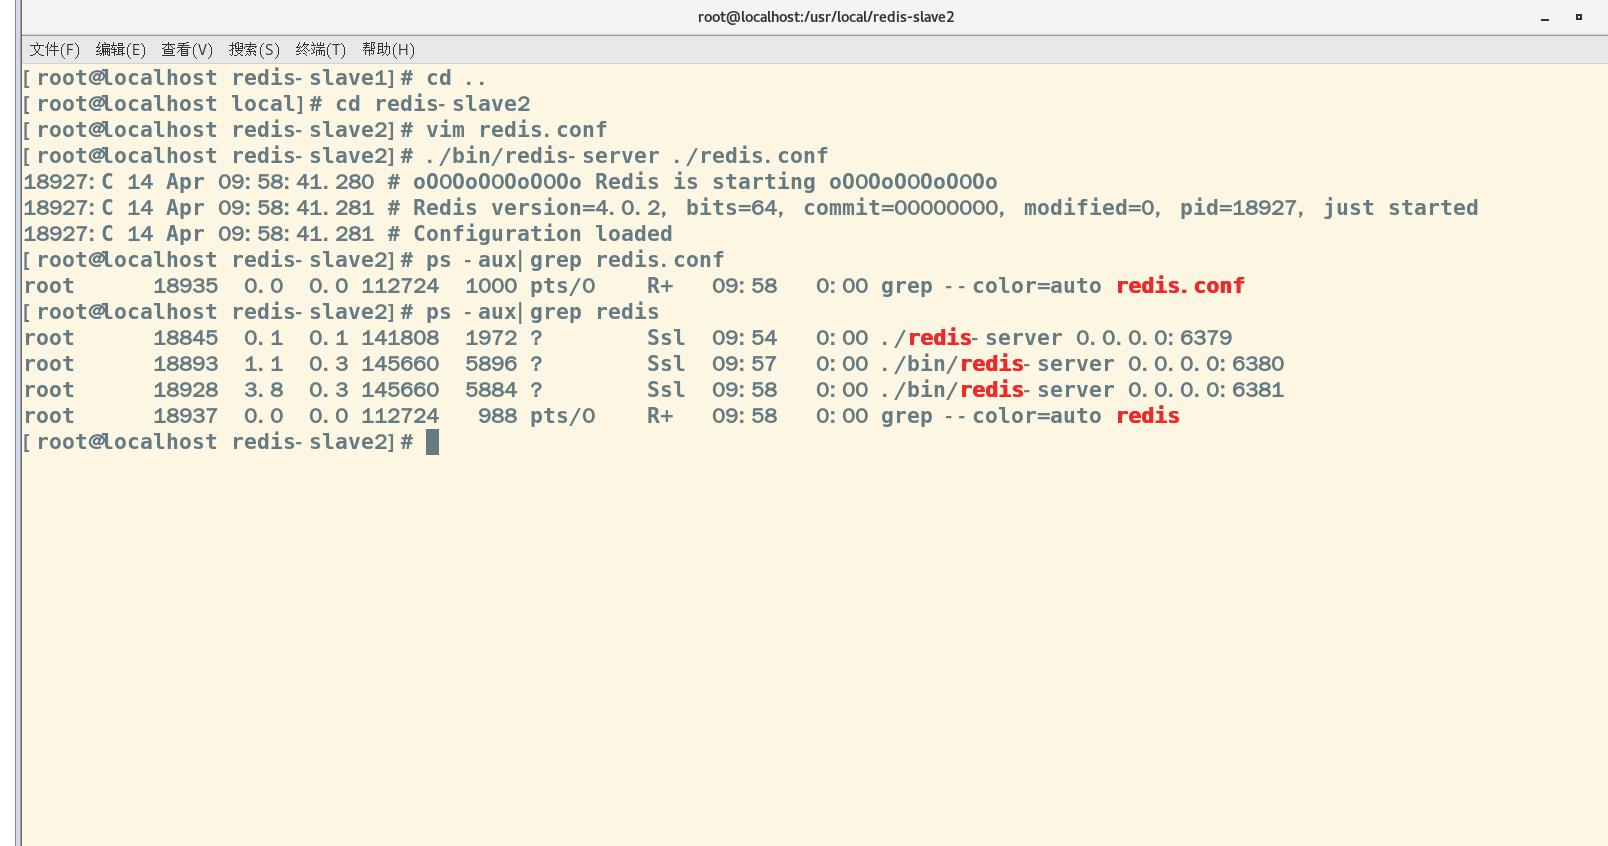 root@localhost:/usr/local/redis-slave2
文件(F) 编辑(E) 查看(V) 搜索(S) 终端(T) 帮助(H)
[root@localhost redis-slave1]# cd ..
[root@localhost local]# cd redis-slave2
[root@localhost redis-slave2]# vim redis.conf
[root@localhost redis-slave2]# ./bin/redis-server ./redis.conf
18927:C 14 Apr 09:58:41.280 # oO0OoO0OoO0Oo Redis is starting oO0OoO0OoO0Oo
18927:C 14 Apr 09:58:41.281 # Redis version=4.0.2, bits=64, commit=00000000, modified=0, pid=18927, just started
18927:C 14 Apr 09:58:41.281 # Configuration loaded
[root@localhost redis-slave2]# ps -aux|grep redis.conf
root      18935  0.0  0.0 112724  1000 pts/0    R+   09:58   0:00 grep --color=auto redis.conf
[root@localhost redis-slave2]# ps -aux|grep redis
root      18845  0.1  0.1 141808  1972 ?        Ssl  09:54   0:00 ./redis-server 0.0.0.0:6379
root      18893  1.1  0.3 145660  5896 ?        Ssl  09:57   0:00 ./bin/redis-server 0.0.0.0:6380
root      18928  3.8  0.3 145660  5884 ?        Ssl  09:58   0:00 ./bin/redis-server 0.0.0.0:6381
root      18937  0.0  0.0 112724   988 pts/0    R+   09:58   0:00 grep --color=auto redis
[root@localhost redis-slave2]#